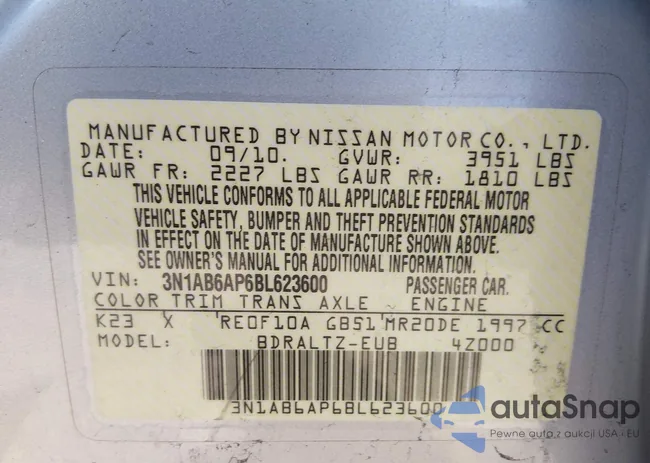 MANUFACTURED BY NISSAN MOTOR CO., LTD.
DATE: 09/10. GVWR: 3951 LBS
GAWR FR: 2227 LBS GAWR RR: 1810 LBS
THIS VEHICLE CONFORMS TO ALL APPLICABLE FEDERAL MOTOR
VEHICLE SAFETY, BUMPER AND THEFT PREVENTION STANDARDS
IN EFFECT ON THE DATE OF MANUFACTURE SHOWN ABOVE.
SEE OWNER'S MANUAL FOR ADDITIONAL INFORMATION.
VIN: 3N1AB6AP6BL623600 PASSENGER CAR.
COLOR TRIM TRANS AXLE - ENGINE
K23 X RE0F10A GB51 MR20DE 1997 CC
MODEL: BDRALTZ-EUB 4Z000
3N1AB6AP6BL623600
autaSnap
Pewne auta z aukcji USA - EU